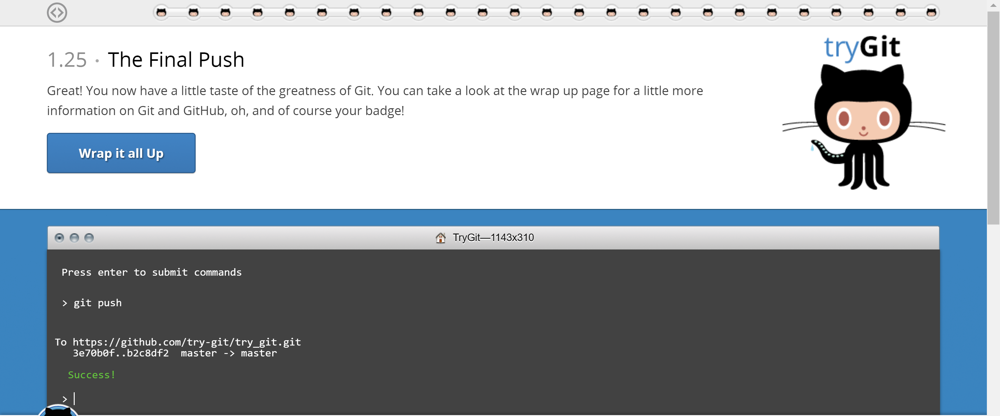 tryGit
1.25 · The Final Push
Great! You now have a little taste of the greatness of Git. You can take a look at the wrap up page for a little more
information on Git and GitHub, oh, and of course your badge!
Wrap it all Up
TryGit—1143x310
Press enter to submit commands
> git push
To https://github.com/try-git/try_git.git
3e70b0f..b2c8df2  master -> master
Success!
>